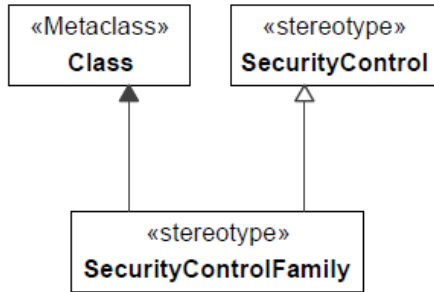 «Metaclass»
Class
«stereotype»
SecurityControl
«stereotype»
SecurityControlFamily